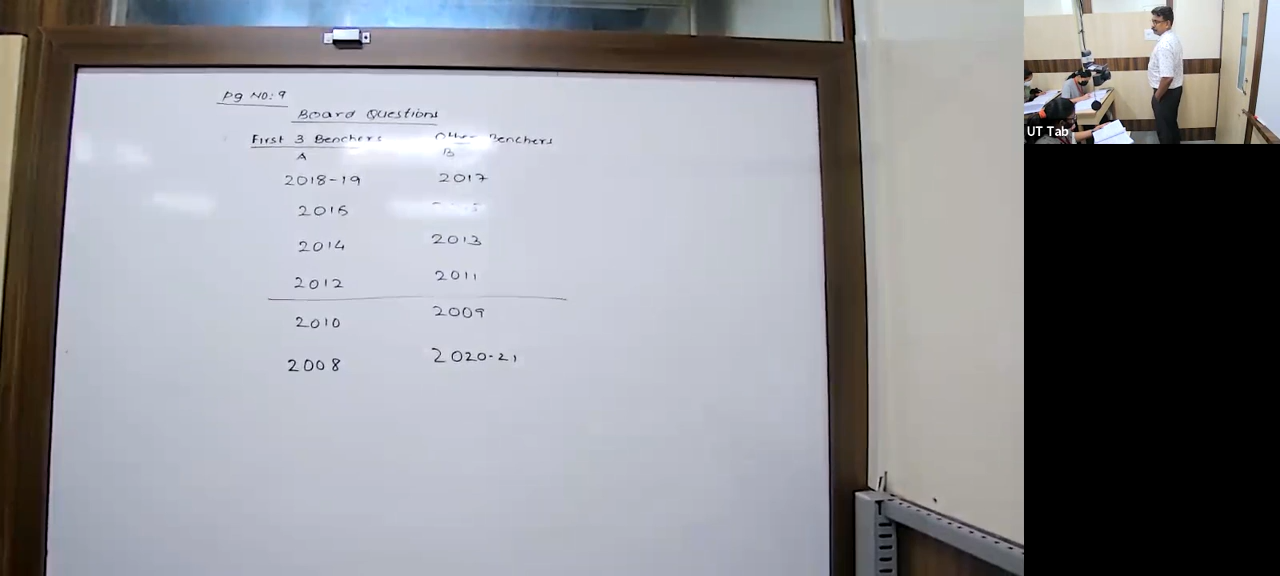 Pg NO: 9
Board Questions
First 3 Benchers Other Benchers
A B
2018-19 2017
2016
2014 2013
2012 2011
2010 2009
2008 2020-21
UT Tab